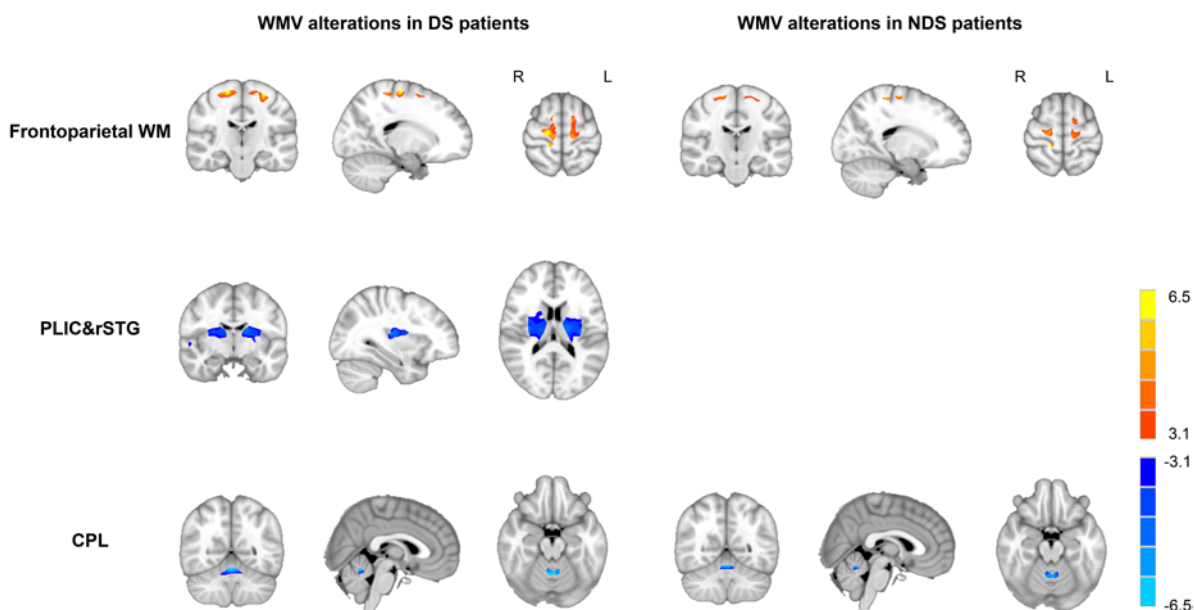 WMV alterations in DS patients
WMV alterations in NDS patients
R L
R L
Frontoparietal WM
PLIC&rSTG
6.5
3.1
-3.1
CPL
-6.5